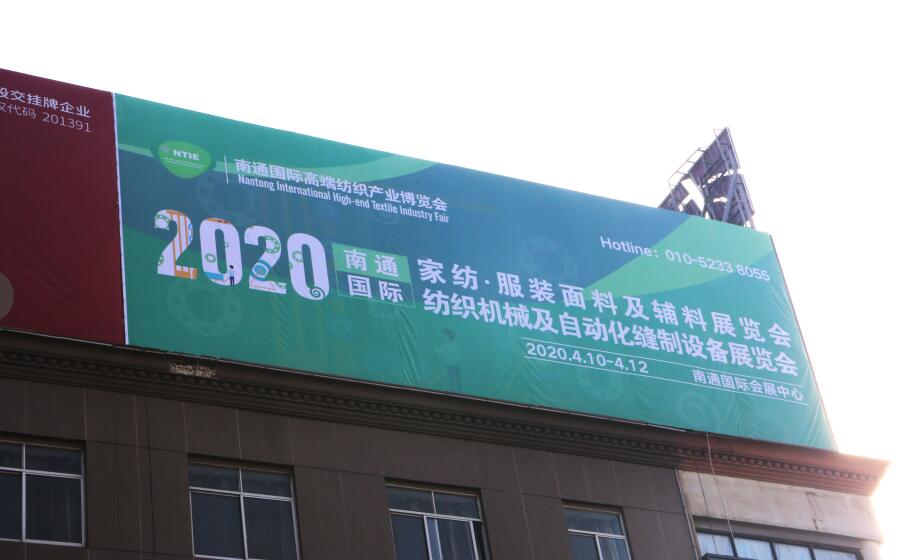 股交挂牌企业
代码 201391
NTIE
南通国际高端纺织产业博览会
Nantong International High-end Textile Industry Fair
Hotline: 010-5233 8055
2020
南通
国际
家纺·服装面料及辅料展览会
纺织机械及自动化缝制设备展览会
2020.4.10-4.12
南通国际会展中心